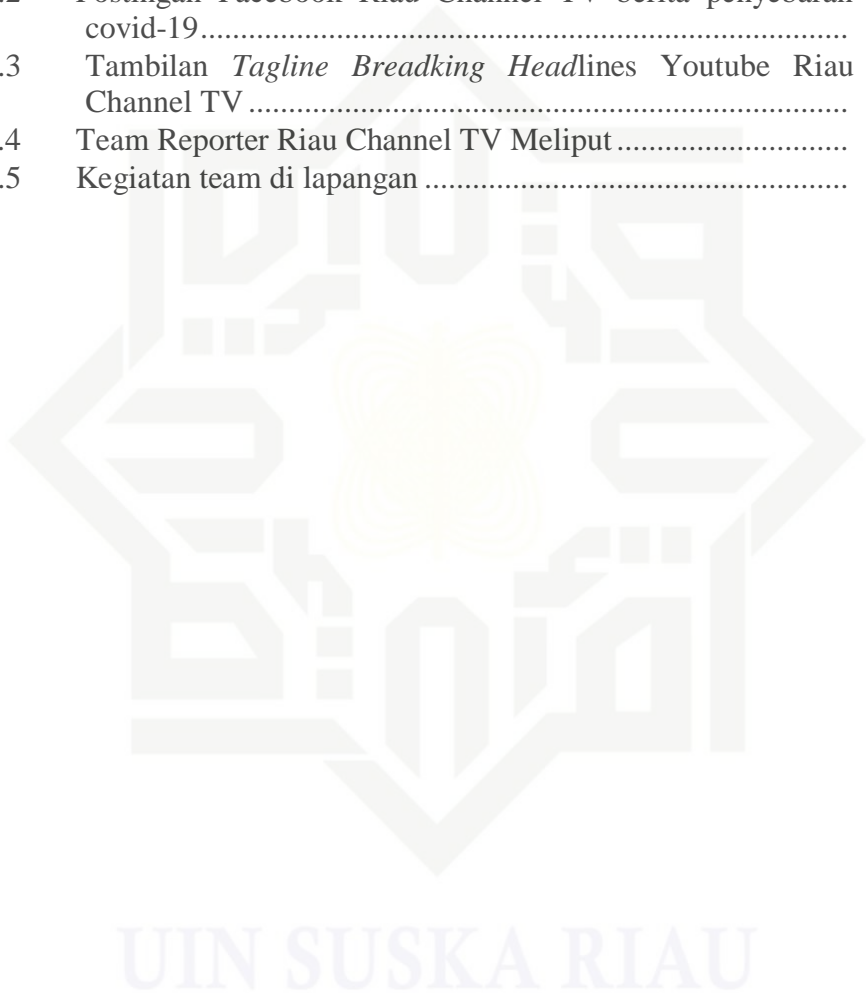 .2 Postingan Facebook Riau Channel TV berita penyebaran
covid-19.......................................................................
.3 Tambilan Tagline Breadking Headlines Youtube Riau
Channel TV ................................................................
.4 Team Reporter Riau Channel TV Meliput .........................
.5 Kegiatan team di lapangan .............................................
UIN SUSKA RIAU